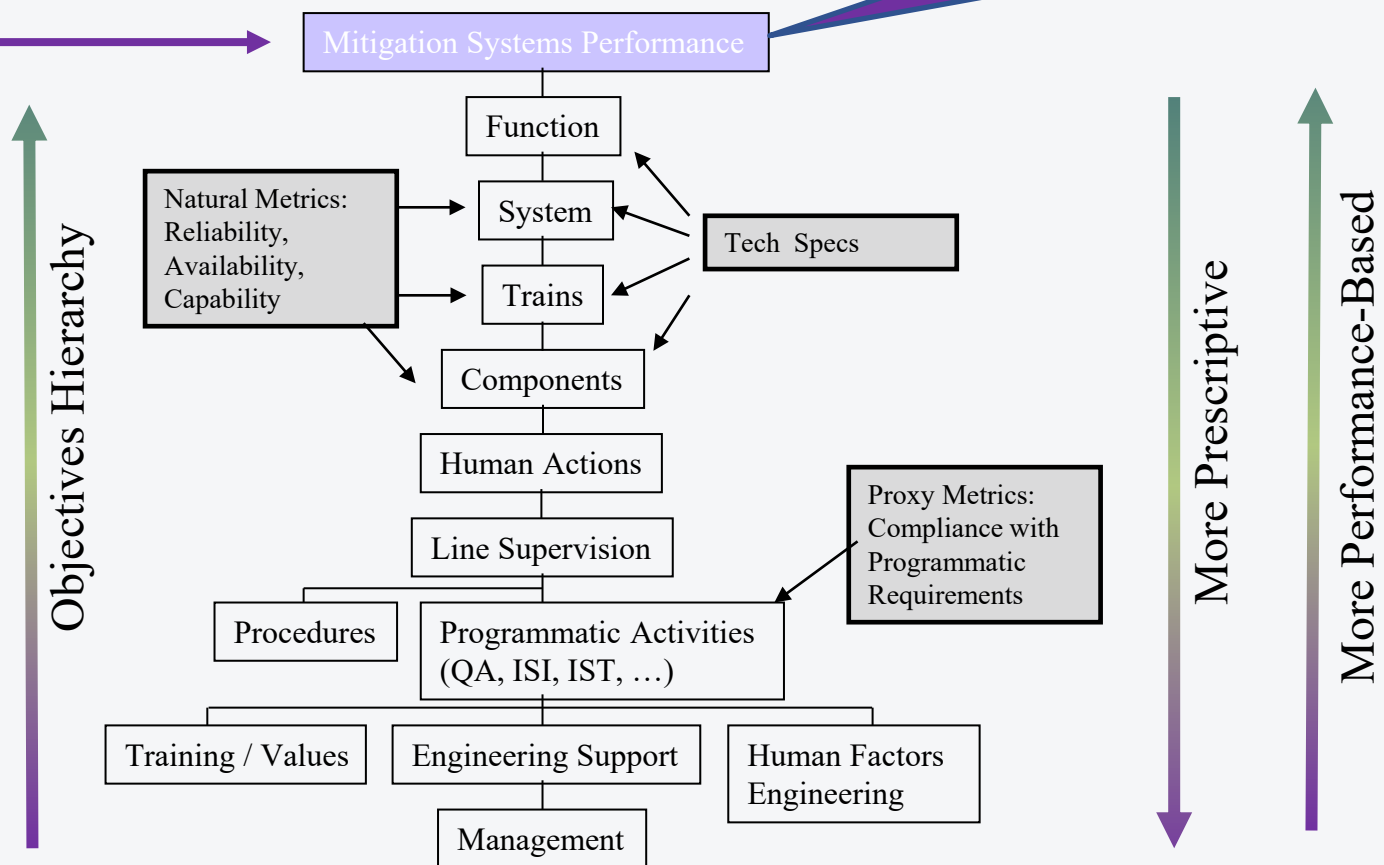 Mitigation Systems Performance
Function
Natural Metrics:
Reliability,
Availability,
Capability
System
Tech Specs
Trains
Components
Human Actions
Proxy Metrics:
Compliance with
Programmatic
Requirements
Line Supervision
Procedures
Programmatic Activities
(QA, ISI, IST, …)
Training / Values
Engineering Support
Human Factors
Engineering
Management
Objectives Hierarchy
More Prescriptive
More Performance-Based